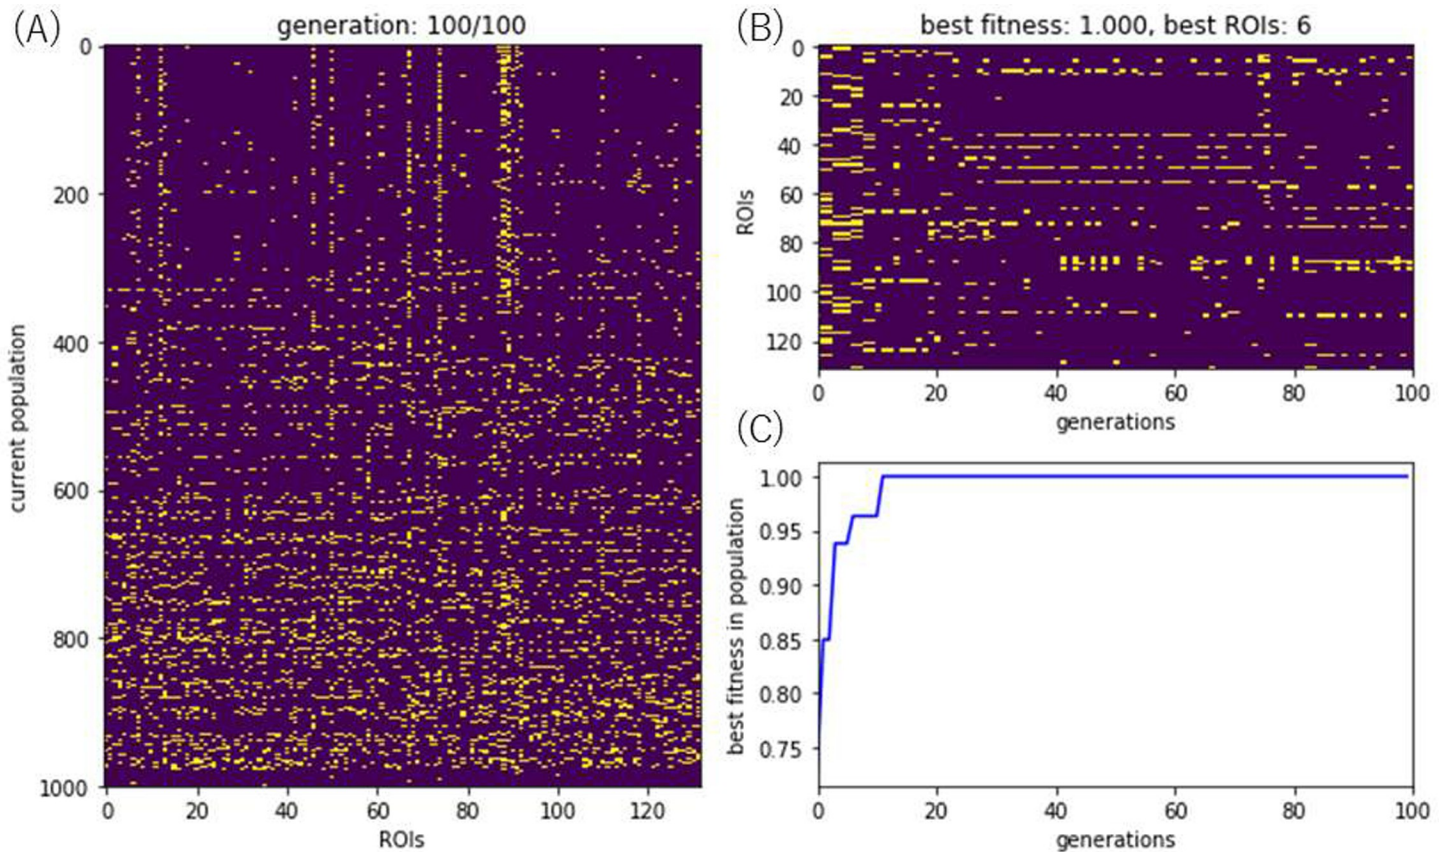 (A)
generation: 100/100
0
200
400
600
800
1000
current population
0 20 40 60 80 100 120
ROIs
(B)
best fitness: 1.000, best ROIs: 6
0
20
40
60
80
100
120
ROIs
0 20 40 60 80 100
generations
(C)
1.00
0.95
0.90
0.85
0.80
0.75
best fitness in population
0 20 40 60 80 100
generations